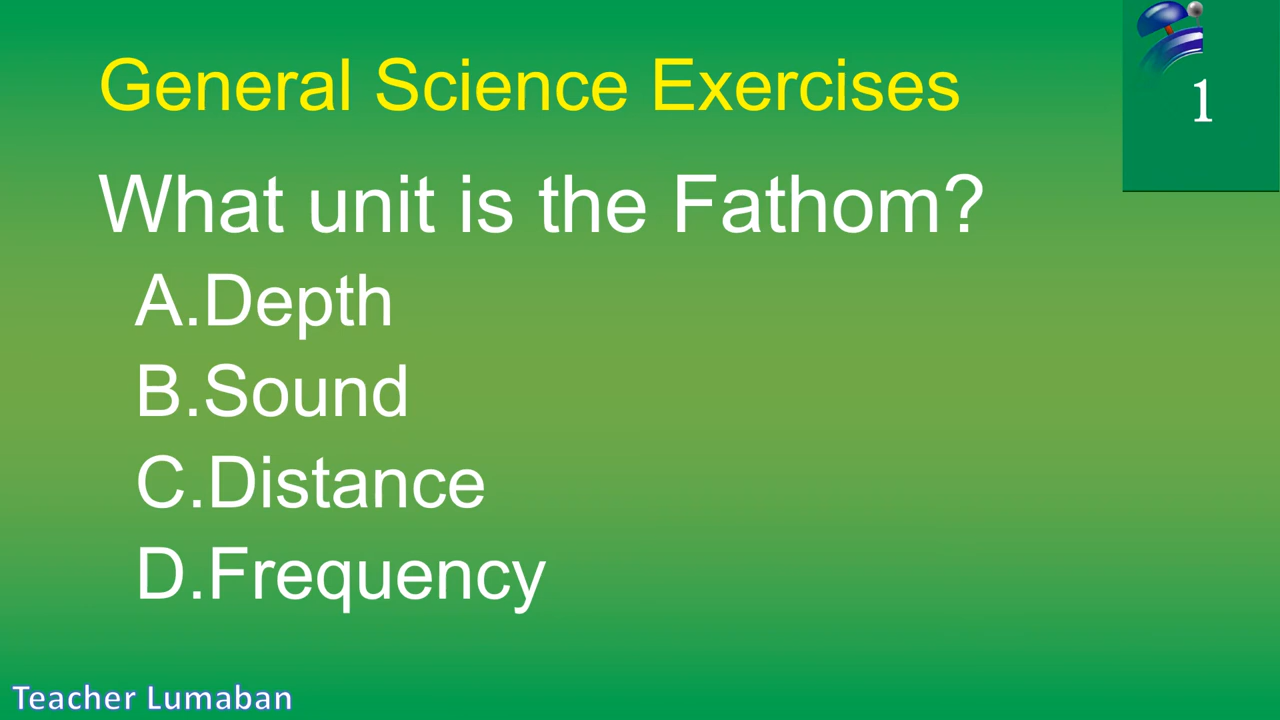 General Science Exercises
1
What unit is the Fathom?
A.Depth
B.Sound
C.Distance
D.Frequency
Teacher Lumaban